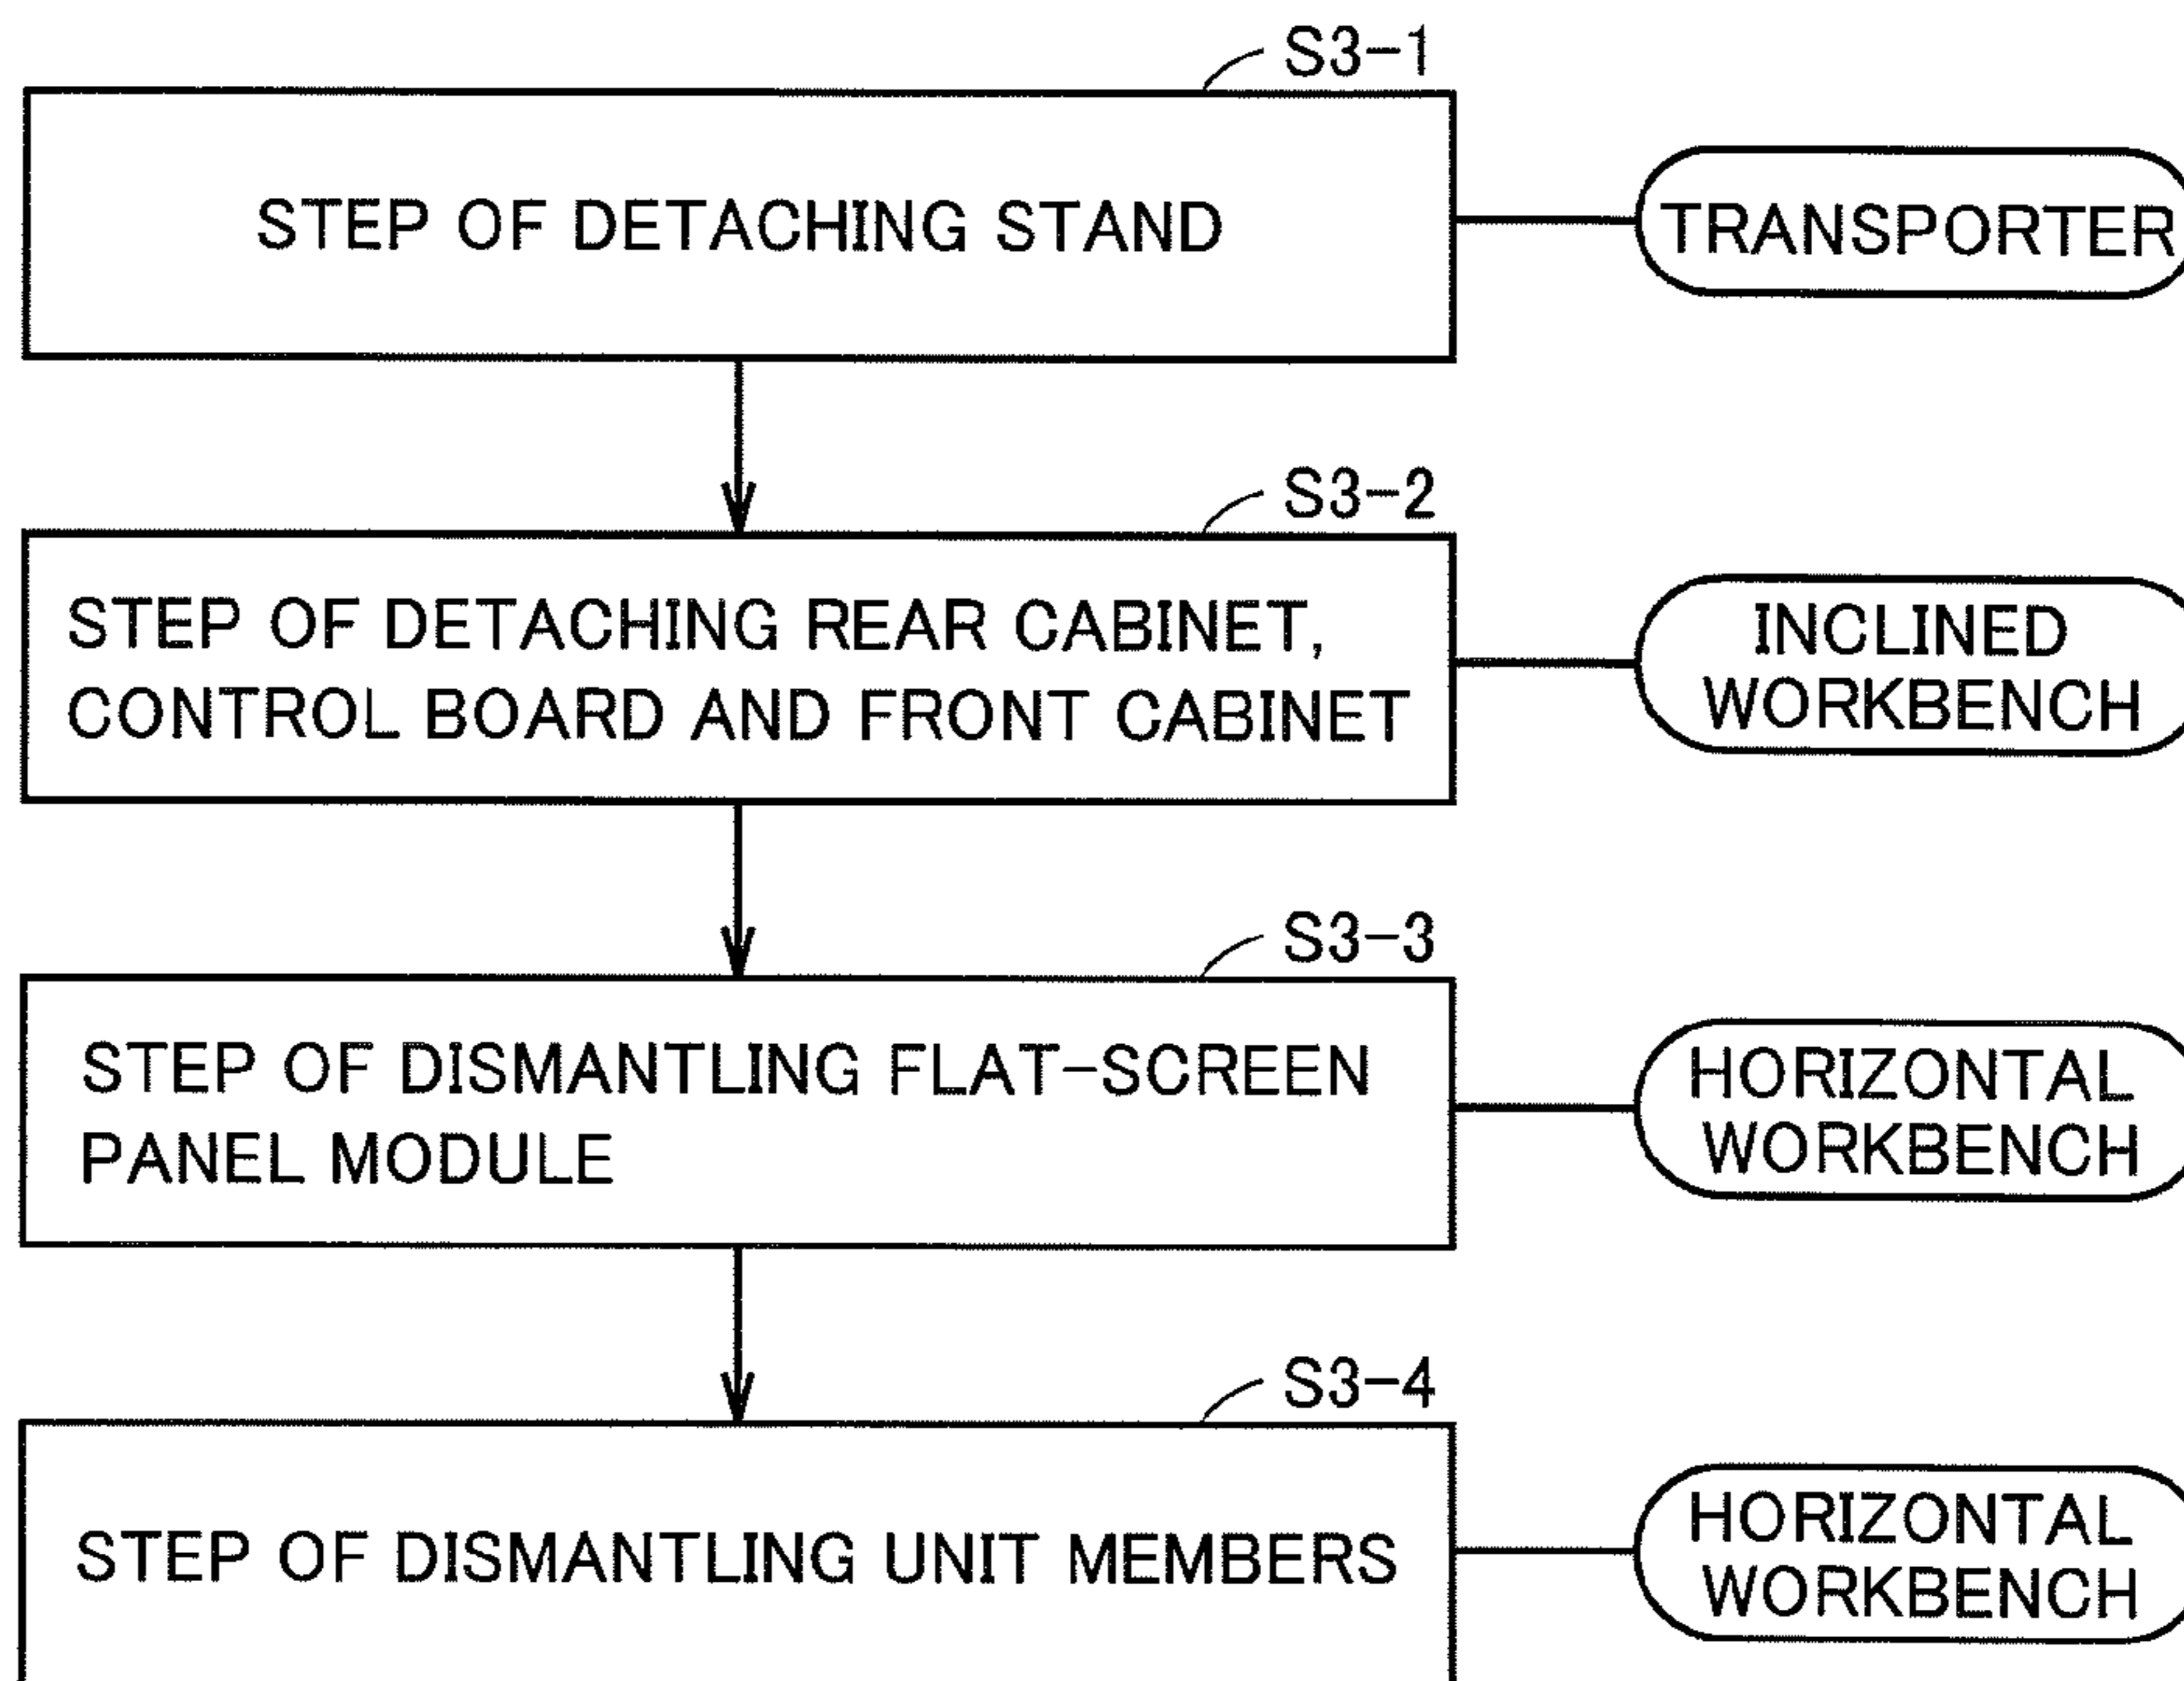 S3-1
STEP OF DETACHING STAND
TRANSPORTER
S3-2
STEP OF DETACHING REAR CABINET,
CONTROL BOARD AND FRONT CABINET
INCLINED
WORKBENCH
S3-3
STEP OF DISMANTLING FLAT-SCREEN
PANEL MODULE
HORIZONTAL
WORKBENCH
S3-4
STEP OF DISMANTLING UNIT MEMBERS
HORIZONTAL
WORKBENCH